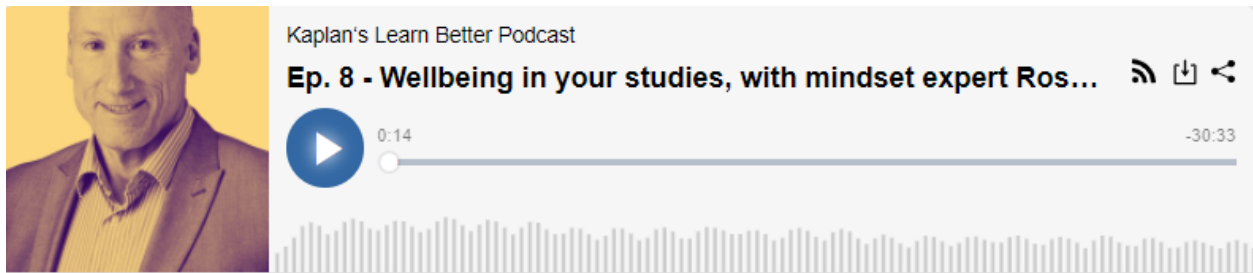 Kaplan's Learn Better Podcast
Ep. 8 - Wellbeing in your studies, with mindset expert Ros...
0:14
-30:33